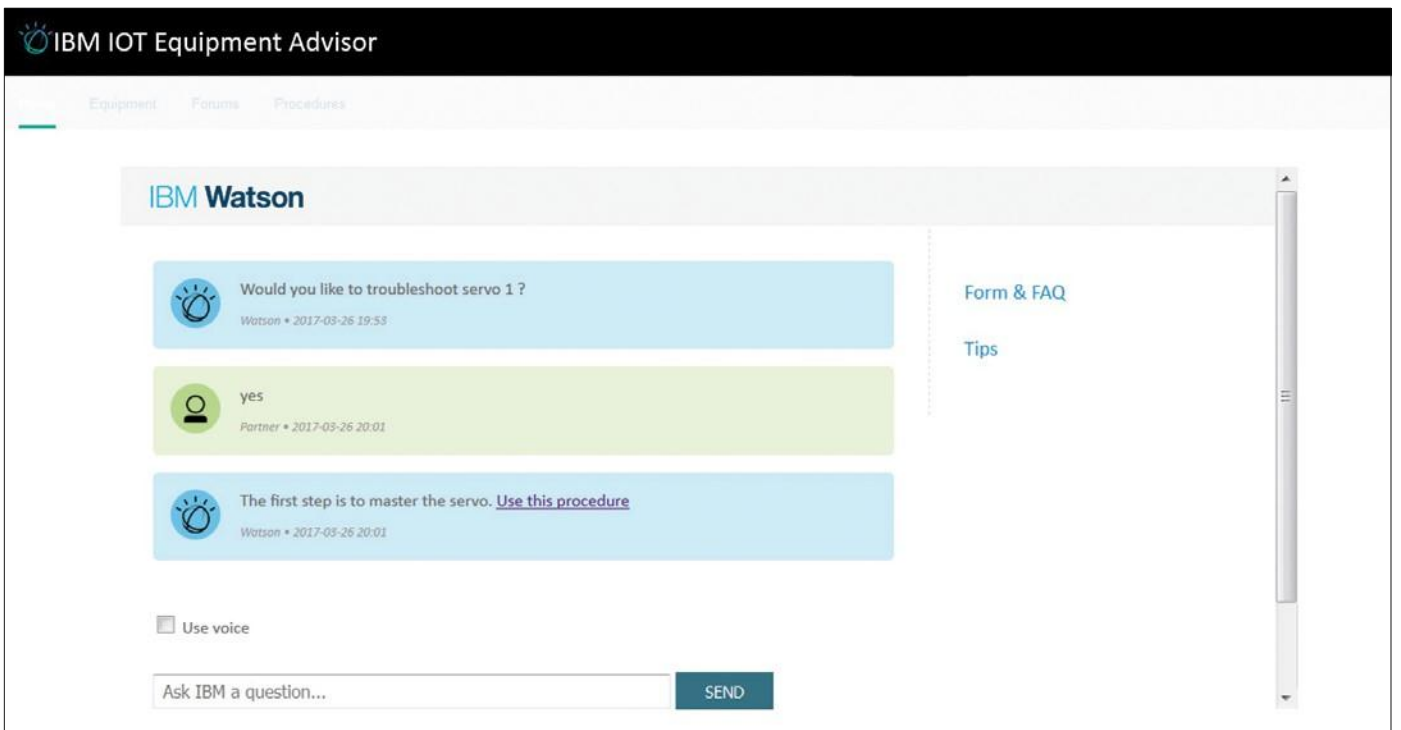 IBM IOT Equipment Advisor
Equipment Forums Procedures
IBM Watson
Would you like to troubleshoot servo 1 ?
Watson • 2017-03-26 19:53
Form & FAQ
Tips
yes
Partner • 2017-03-26 20:01
The first step is to master the servo. Use this procedure
Watson • 2017-03-26 20:01
Use voice
Ask IBM a question...
SEND